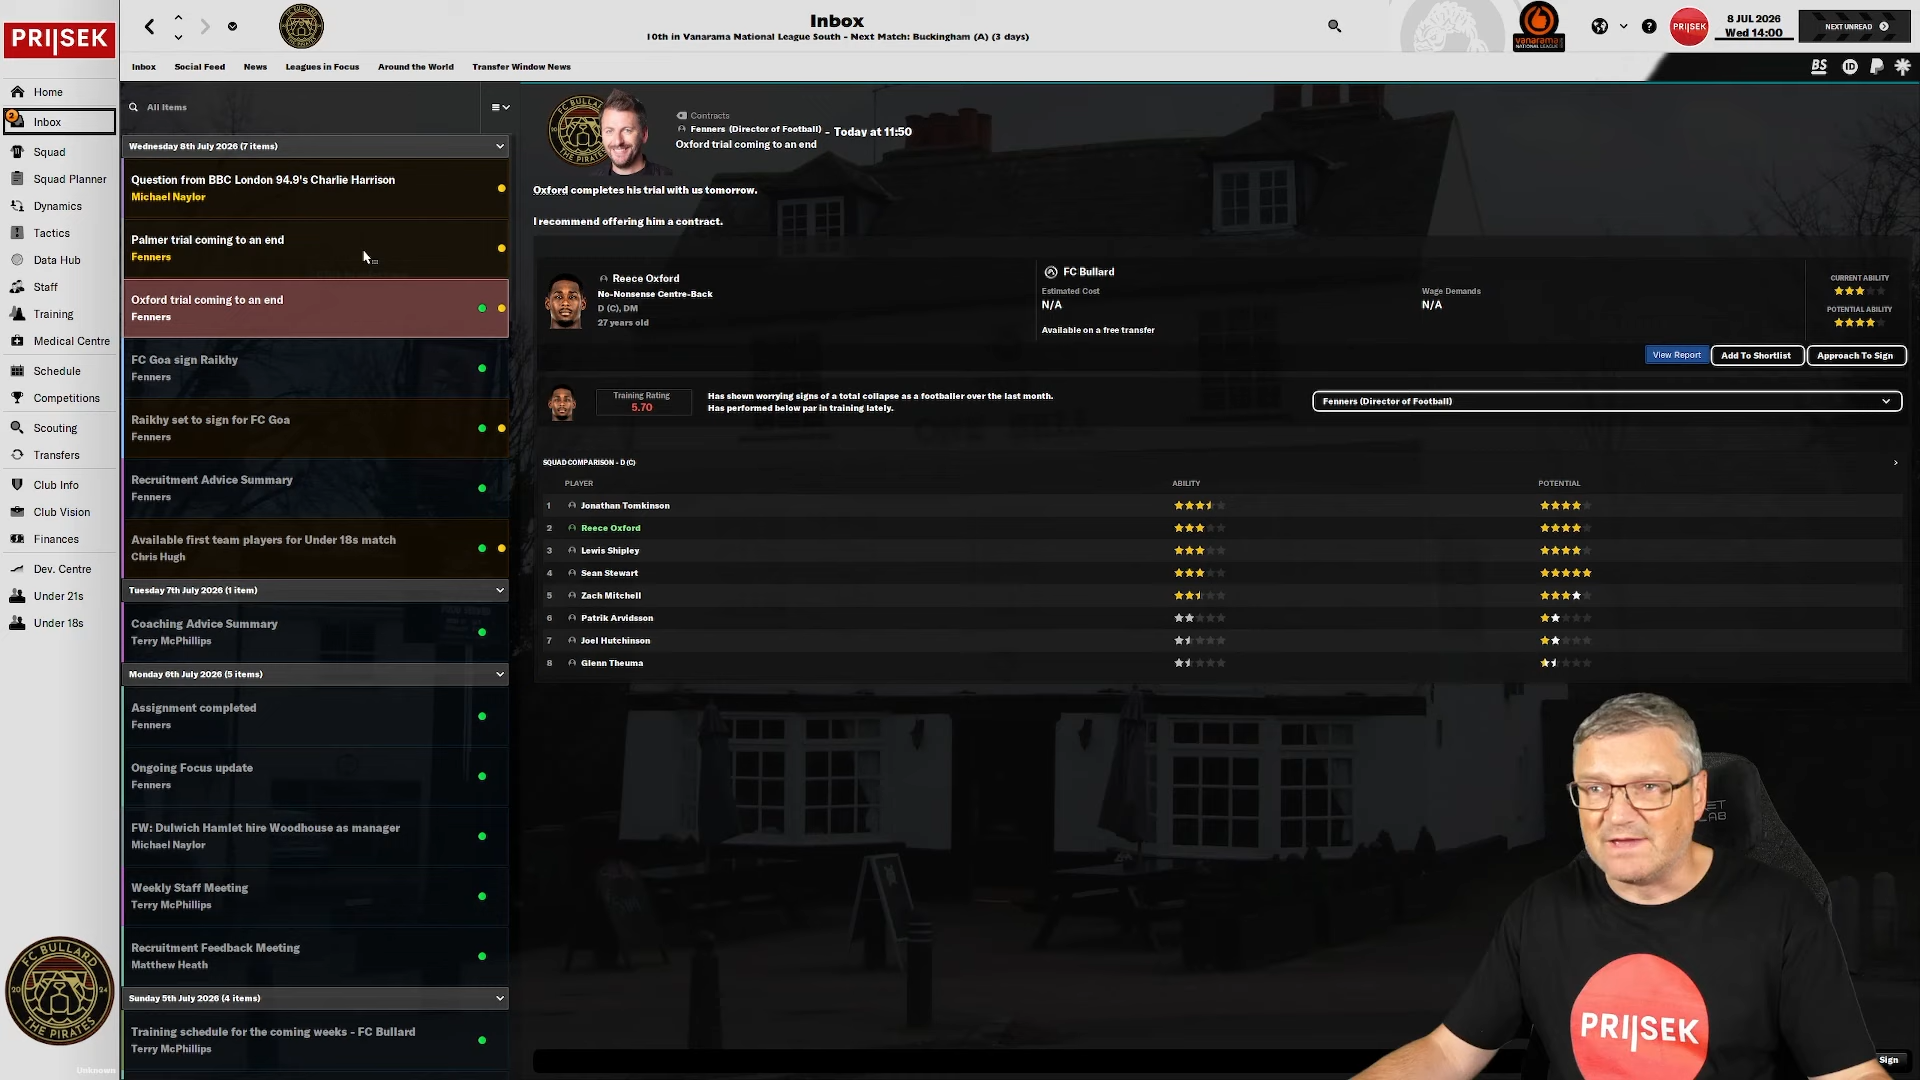 PRIJSEK
Inbox
10th in Vanarama National League South - Next Match: Buckingham (A) (3 days)
vanarama
NATIONAL LEAGUE
PRIJSEK
8 JUL 2026
Wed 14:00
NEXT UNREAD
Inbox
Social Feed
News
Leagues in Focus
Around the World
Transfer Window News
BS
ID
Home
2
Inbox
Squad
Squad Planner
Dynamics
Tactics
Data Hub
Staff
Training
Medical Centre
Schedule
Competitions
Scouting
Transfers
Club Info
Club Vision
Finances
Dev. Centre
Under 21s
Under 18s
FC BULLARD
20 24
THE PIRATES
Unknown
All Items
Wednesday 8th July 2026 (7 items)
Question from BBC London 94.9's Charlie Harrison
Michael Naylor
Palmer trial coming to an end
Fenners
Oxford trial coming to an end
Fenners
FC Goa sign Raikhy
Fenners
Raikhy set to sign for FC Goa
Fenners
Recruitment Advice Summary
Fenners
Available first team players for Under 18s match
Chris Hugh
Tuesday 7th July 2026 (1 item)
Coaching Advice Summary
Terry McPhillips
Monday 6th July 2026 (5 items)
Assignment completed
Fenners
Ongoing Focus update
Fenners
FW: Dulwich Hamlet hire Woodhouse as manager
Michael Naylor
Weekly Staff Meeting
Terry McPhillips
Recruitment Feedback Meeting
Matthew Heath
Sunday 5th July 2026 (4 items)
Training schedule for the coming weeks - FC Bullard
Terry McPhillips
Contracts
Fenners (Director of Football) - Today at 11:50
Oxford trial coming to an end
Oxford completes his trial with us tomorrow.
I recommend offering him a contract.
Reece Oxford
No-Nonsense Centre-Back
D (C), DM
27 years old
FC Bullard
Estimated Cost
N/A
Wage Demands
N/A
Available on a free transfer
CURRENT ABILITY
POTENTIAL ABILITY
View Report
Add To Shortlist
Approach To Sign
Training Rating
5.70
Has shown worrying signs of a total collapse as a footballer over the last month.
Has performed below par in training lately.
Fenners (Director of Football)
SQUAD COMPARISON - D (C)
PLAYER ABILITY POTENTIAL
1 Jonathan Tomkinson
2 Reece Oxford
3 Lewis Shipley
4 Sean Stewart
5 Zach Mitchell
6 Patrik Arvidsson
7 Joel Hutchinson
8 Glenn Theuma
PRIJSEK
Sign